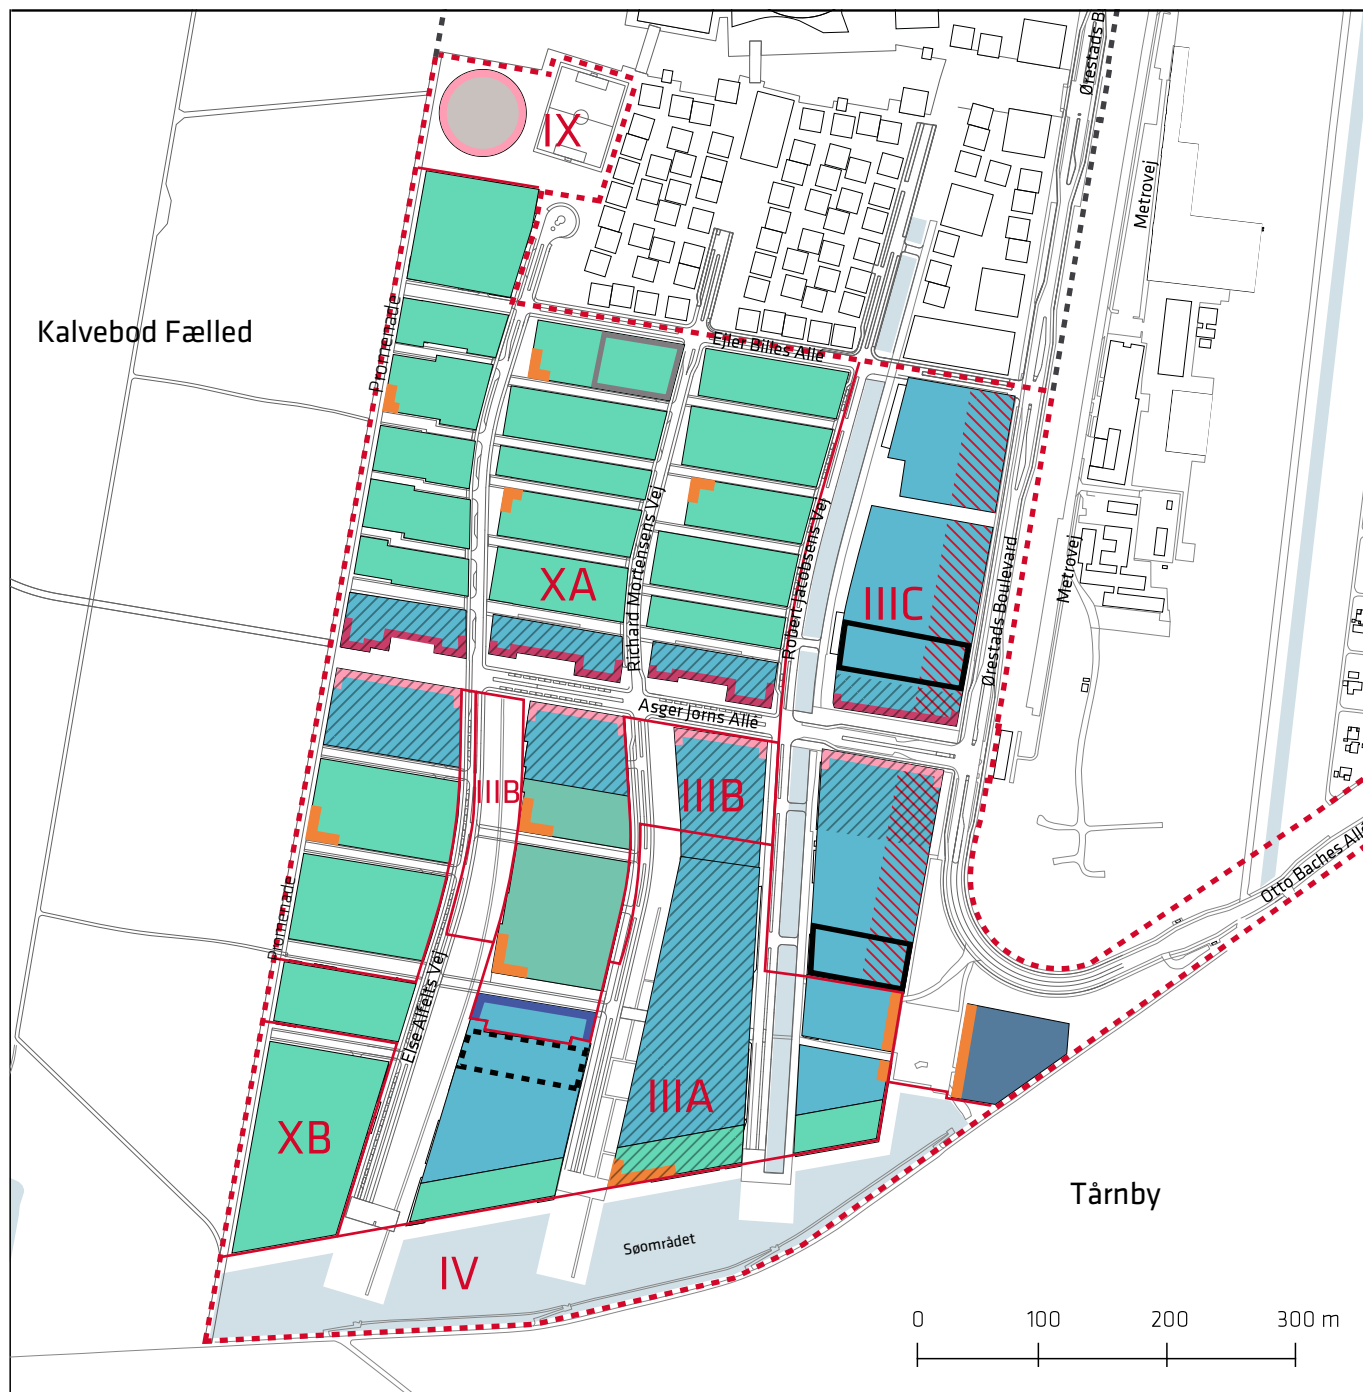 Ørestads B
IX
Metrovej
Kalvebod Fælled
Promenade
Ejler Billes Allé
Richard Mortensens Vej
Robert Jacobsens Vej
Ørestads Boulevard
Metrovej
XA
IIIC
Asger Jorns Allé
IIIB
IIIB
Otto Baches Allé
Promenade
Else Alfelts Vej
IIIA
XB
Tårnby
Søområdet
IV
0 100 200 300 m